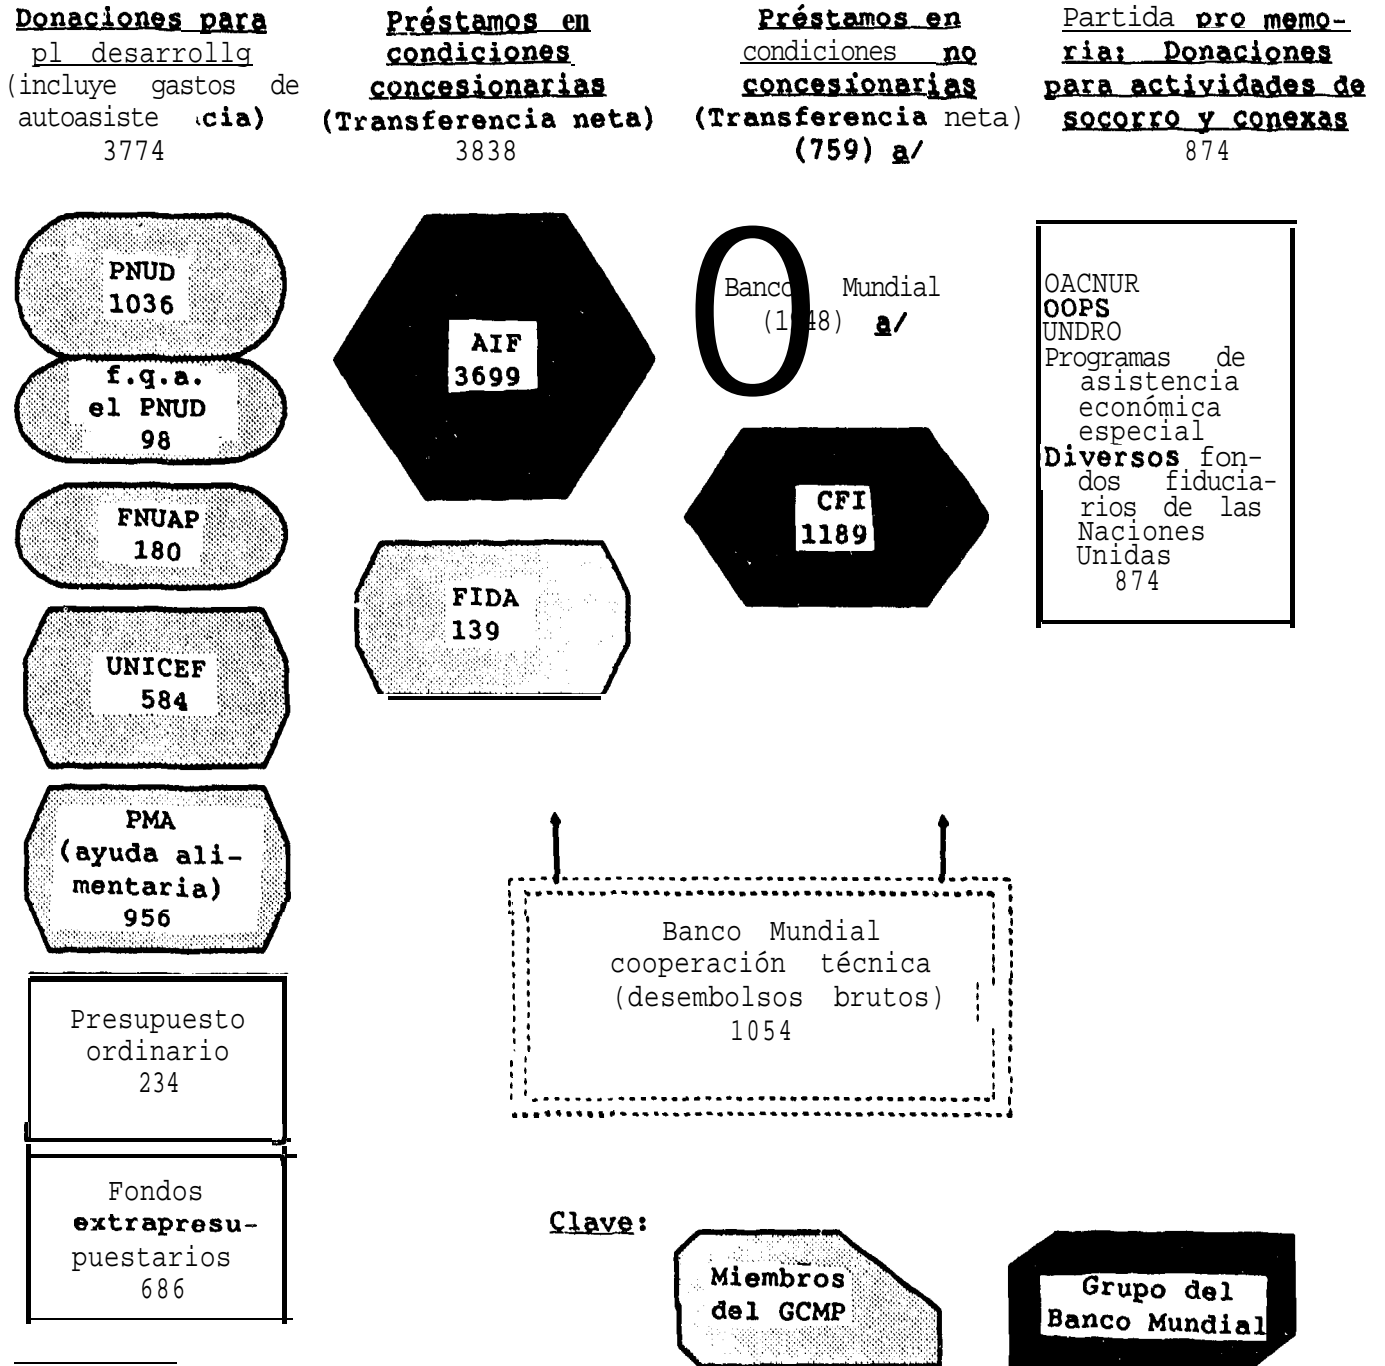 Donaciones para
pl desarrollq
(incluye gastos de
autoasiste cia)
3774
Préstamos en
condiciones
concesionarias
(Transferencia neta)
3838
Préstamos en
condiciones no
concesionarias
(Transferencia neta)
(759) a/
Partida pro memo-
ria: Donaciones
para actividades de
socorro y conexas
874
PNUD
1036
f.q.a.
el PNUD
98
FNUAP
180
UNICEF
584
PMA
(ayuda ali-
mentaria)
956
Presupuesto
ordinario
234
Fondos
extrapresu-
puestarios
686
AIF
3699
FIDA
139
Banco Mundial
(1948) a/
CFI
1189
OACNUR
OOPS
UNDRO
Programas de
asistencia
económica
especial
Diversos fon-
dos fiducia-
rios de las
Naciones
Unidas
874
Banco Mundial
cooperación técnica
(desembolsos brutos)
1054
Clave:
Miembros
del GCMP
Grupo del
Banco Mundial